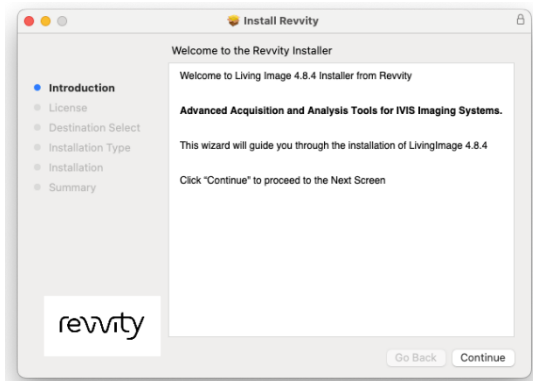 Install Revvity
Welcome to the Revvity Installer
Introduction
License
Destination Select
Installation Type
Installation
Summary
Welcome to Living Image 4.8.4 Installer from Revvity
Advanced Acquisition and Analysis Tools for IVIS Imaging Systems.
This wizard will guide you through the installation of LivingImage 4.8.4
Click “Continue” to proceed to the Next Screen
revvity
Go Back
Continue